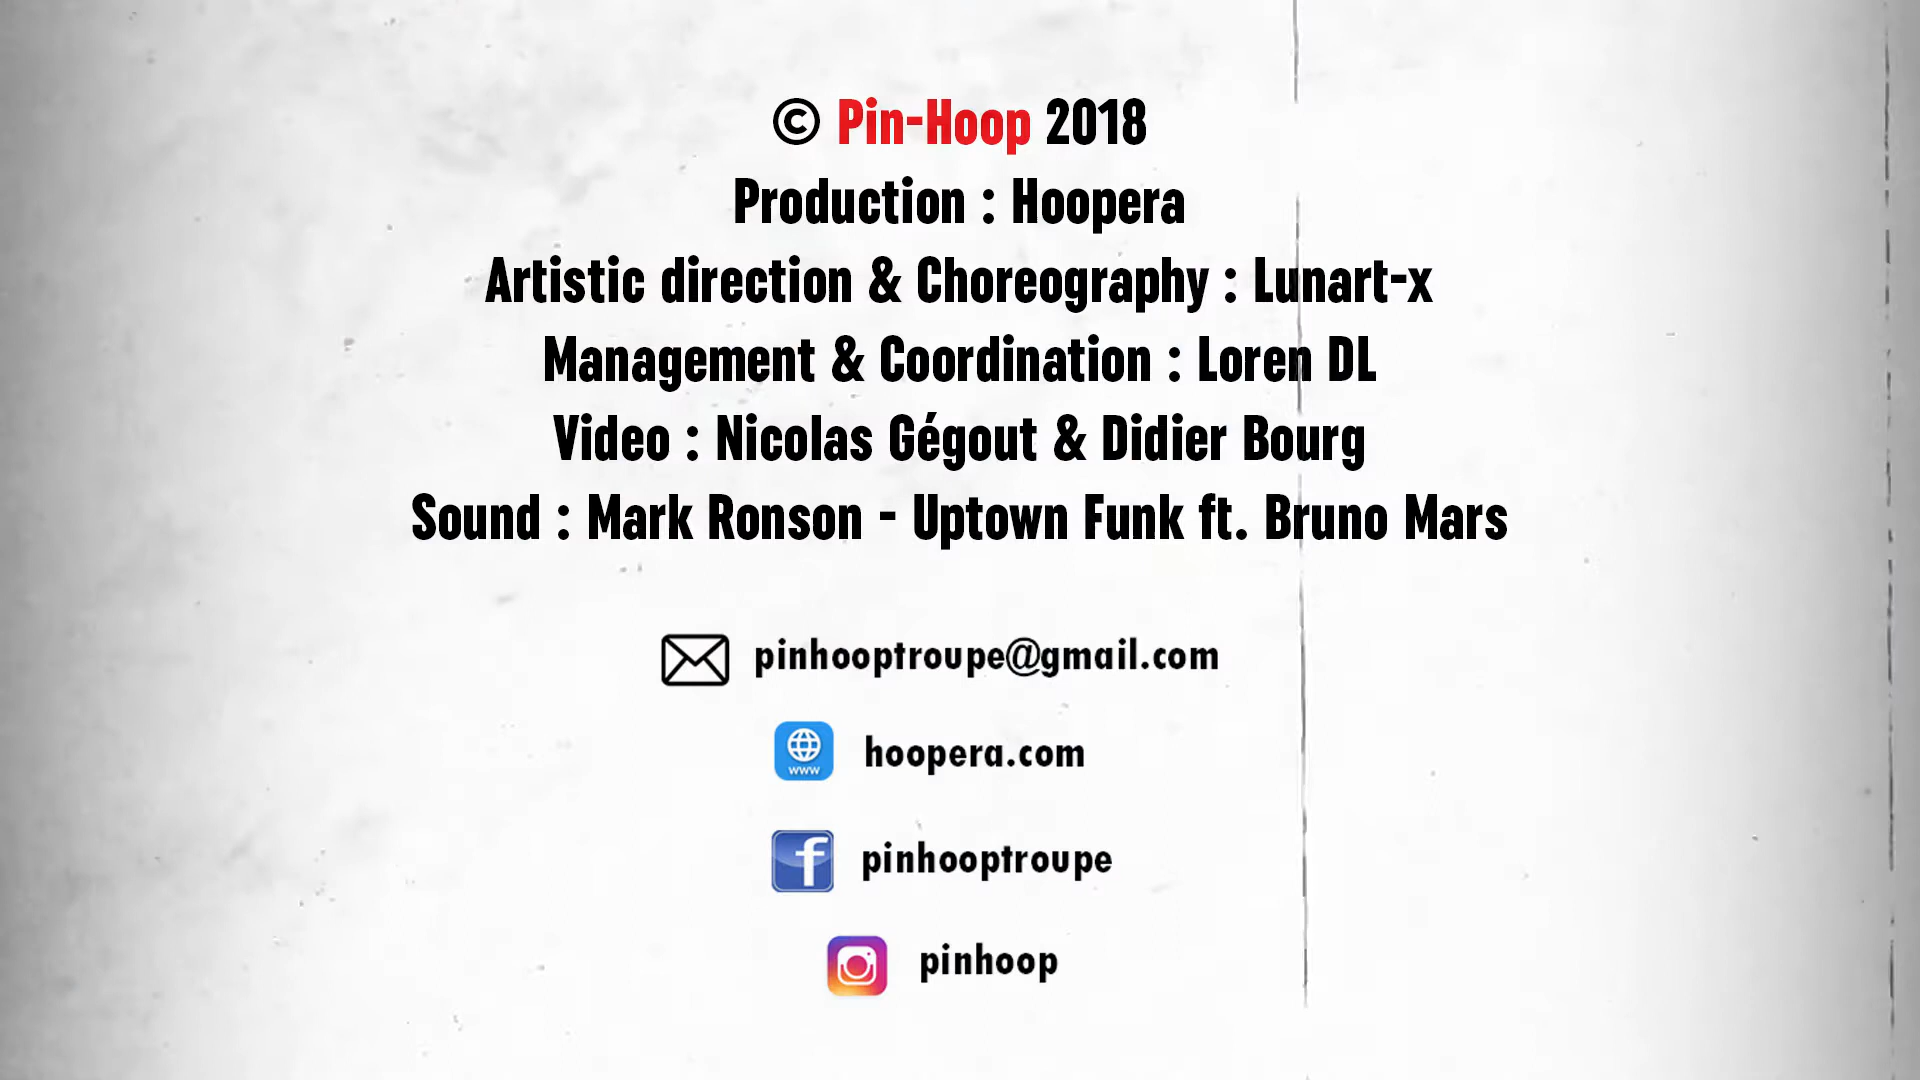 © Pin-Hoop 2018
Production : Hoopera
Artistic direction & Choreography : Lunart-x
Management & Coordination : Loren DL
Video : Nicolas Gégout & Didier Bourg
Sound : Mark Ronson - Uptown Funk ft. Bruno Mars
pinhooptroupe@gmail.com
www hoopera.com
f pinhooptroupe
pinhoop